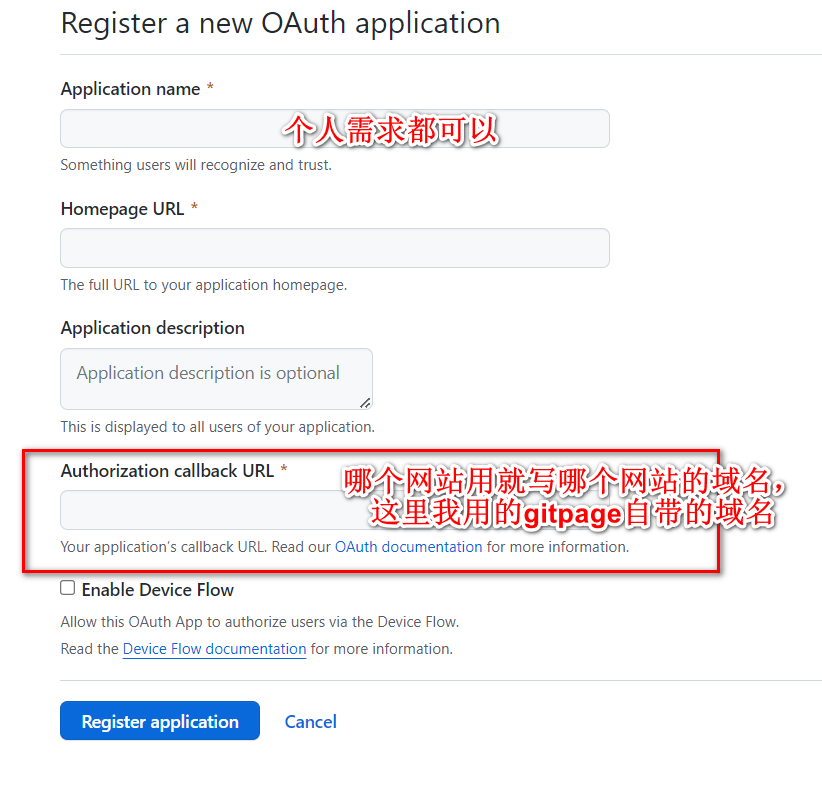 Register a new OAuth application
Application name *
个人需求都可以
Something users will recognize and trust.
Homepage URL *
The full URL to your application homepage.
Application description
Application description is optional
This is displayed to all users of your application.
Authorization callback URL *
哪个网站用就写哪个网站的域名，
这里我用的gitpage自带的域名
Your application's callback URL. Read our OAuth documentation for more information.
Enable Device Flow
Allow this OAuth App to authorize users via the Device Flow.
Read the Device Flow documentation for more information.
Register application Cancel